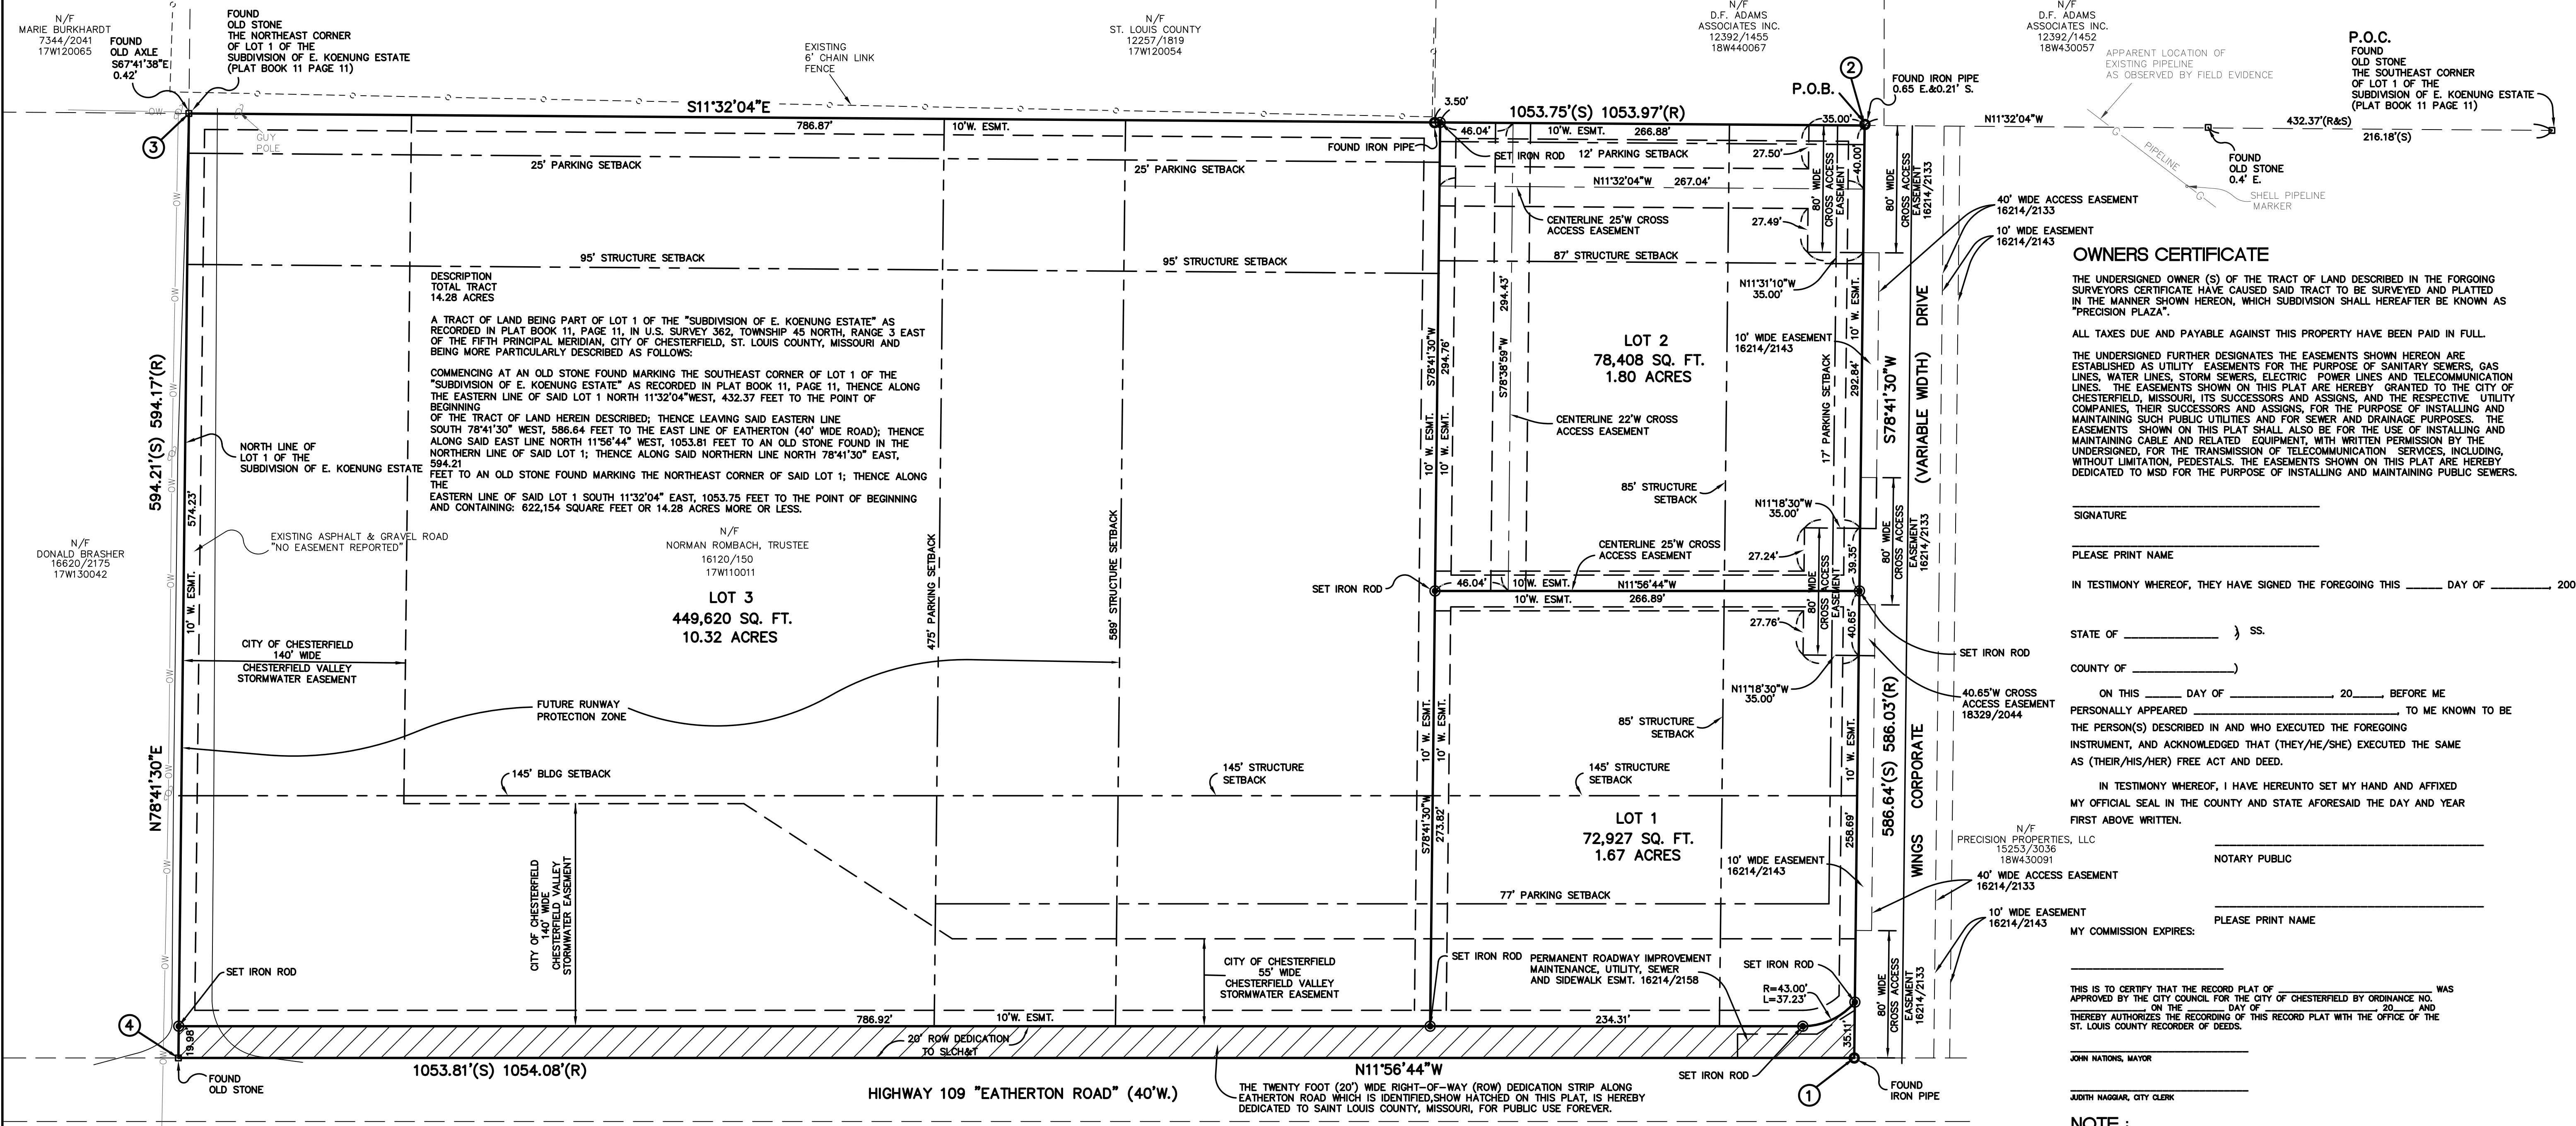 N/F
MARIE BURKHARDT
7344/2041
17W120065
FOUND
OLD AXLE
S67°41'38"E
0.42'
FOUND
OLD STONE
THE NORTHEAST CORNER
OF LOT 1 OF THE
SUBDIVISION OF E. KOENUNG ESTATE
(PLAT BOOK 11 PAGE 11)
EXISTING
6' CHAIN LINK
FENCE
N/F
ST. LOUIS COUNTY
12257/1819
17W120054
N/F
D.F. ADAMS
ASSOCIATES INC.
12392/1455
18W440067
N/F
D.F. ADAMS
ASSOCIATES INC.
12392/1452
18W430057
APPARENT LOCATION OF
EXISTING PIPELINE
AS OBSERVED BY FIELD EVIDENCE
P.O.C.
FOUND
OLD STONE
THE SOUTHEAST CORNER
OF LOT 1 OF THE
SUBDIVISION OF E. KOENUNG ESTATE
(PLAT BOOK 11 PAGE 11)
2
FOUND IRON PIPE
0.65 E.&0.21' S.
P.O.B.
N11°32'04"W
432.37'(R&S)
216.18'(S)
G
PIPELINE
G
SHELL PIPELINE
MARKER
FOUND
OLD STONE
0.4' E.
3
GUY
POLE
S11°32'04"E
786.87'
10'W. ESMT.
3.50'
1053.75'(S) 1053.97'(R)
46.04'
10'W. ESMT.
266.88'
35.00'
FOUND IRON PIPE
SET IRON ROD
12' PARKING SETBACK
27.50'
40.00'
25' PARKING SETBACK
25' PARKING SETBACK
N11°32'04"W 267.04'
80' WIDE
CROSS ACCESS
EASEMENT
80' WIDE
CROSS ACCESS
EASEMENT
16214/2133
CENTERLINE 25'W CROSS
ACCESS EASEMENT
27.49'
40' WIDE ACCESS EASEMENT
16214/2133
10' WIDE EASEMENT
16214/2143
95' STRUCTURE SETBACK
95' STRUCTURE SETBACK
87' STRUCTURE SETBACK
N11°31'10"W
35.00'
DESCRIPTION
TOTAL TRACT
14.28 ACRES
A TRACT OF LAND BEING PART OF LOT 1 OF THE "SUBDIVISION OF E. KOENUNG ESTATE" AS
RECORDED IN PLAT BOOK 11, PAGE 11, IN U.S. SURVEY 362, TOWNSHIP 45 NORTH, RANGE 3 EAST
OF THE FIFTH PRINCIPAL MERIDIAN, CITY OF CHESTERFIELD, ST. LOUIS COUNTY, MISSOURI AND
BEING MORE PARTICULARLY DESCRIBED AS FOLLOWS:
COMMENCING AT AN OLD STONE FOUND MARKING THE SOUTHEAST CORNER OF LOT 1 OF THE
"SUBDIVISION OF E. KOENUNG ESTATE" AS RECORDED IN PLAT BOOK 11, PAGE 11, THENCE ALONG
THE EASTERN LINE OF SAID LOT 1 NORTH 11°32'04"WEST, 432.37 FEET TO THE POINT OF
BEGINNING
OF THE TRACT OF LAND HEREIN DESCRIBED; THENCE LEAVING SAID EASTERN LINE
SOUTH 78°41'30" WEST, 586.64 FEET TO THE EAST LINE OF EATHERTON (40' WIDE ROAD); THENCE
ALONG SAID EAST LINE NORTH 11°56'44" WEST, 1053.81 FEET TO AN OLD STONE FOUND IN THE
NORTHERN LINE OF SAID LOT 1; THENCE ALONG SAID NORTHERN LINE NORTH 78°41'30" EAST,
594.21
FEET TO AN OLD STONE FOUND MARKING THE NORTHEAST CORNER OF SAID LOT 1; THENCE ALONG
THE
EASTERN LINE OF SAID LOT 1 SOUTH 11°32'04" EAST, 1053.75 FEET TO THE POINT OF BEGINNING
AND CONTAINING: 622,154 SQUARE FEET OR 14.28 ACRES MORE OR LESS.
594.21'(S) 594.17'(R)
N78°41'30"E
NORTH LINE OF
LOT 1 OF THE
SUBDIVISION OF E. KOENUNG ESTATE
574.23'
10' W. ESMT.
EXISTING ASPHALT & GRAVEL ROAD
"NO EASEMENT REPORTED"
N/F
DONALD BRASHER
16620/2175
17W130042
N/F
NORMAN ROMBACH, TRUSTEE
16120/150
17W110011
LOT 3
449,620 SQ. FT.
10.32 ACRES
475' PARKING SETBACK
589' STRUCTURE SETBACK
CITY OF CHESTERFIELD
140' WIDE
CHESTERFIELD VALLEY
STORMWATER EASEMENT
FUTURE RUNWAY
PROTECTION ZONE
145' BLDG SETBACK
CITY OF CHESTERFIELD
140' WIDE
CHESTERFIELD VALLEY
STORMWATER EASEMENT
S78°41'30"W
294.76'
10' W. ESMT.
10' W. ESMT.
294.43'
S78°38'59"W
LOT 2
78,408 SQ. FT.
1.80 ACRES
CENTERLINE 22'W CROSS
ACCESS EASEMENT
10' WIDE EASEMENT
16214/2143
17' PARKING SETBACK
10' W. ESMT.
292.84'
S78°41'30"W
(VARIABLE WIDTH) DRIVE
85' STRUCTURE
SETBACK
N11°18'30"W
35.00'
CENTERLINE 25'W CROSS
ACCESS EASEMENT
27.24'
39.35'
80' WIDE
CROSS ACCESS
EASEMENT
80' WIDE
CROSS ACCESS
EASEMENT
16214/2133
SET IRON ROD
46.04'
10'W. ESMT.
N11°56'44"W
10'W. ESMT.
266.89'
27.76'
40.65'
SET IRON ROD
N11°18'30"W
35.00'
40.65'W CROSS
ACCESS EASEMENT
18329/2044
85' STRUCTURE
SETBACK
145' STRUCTURE
SETBACK
145' STRUCTURE
SETBACK
10' W. ESMT.
10' W. ESMT.
S78°41'30"W
273.82'
10' W. ESMT.
258.69'
586.64'(S) 586.03'(R)
WINGS CORPORATE
LOT 1
72,927 SQ. FT.
1.67 ACRES
10' WIDE EASEMENT
16214/2143
77' PARKING SETBACK
N/F
PRECISION PROPERTIES, LLC
15253/3036
18W430091
40' WIDE ACCESS EASEMENT
16214/2133
10' WIDE EASEMENT
16214/2143
CITY OF CHESTERFIELD
55' WIDE
CHESTERFIELD VALLEY
STORMWATER EASEMENT
SET IRON ROD
PERMANENT ROADWAY IMPROVEMENT
MAINTENANCE, UTILITY, SEWER
AND SIDEWALK ESMT. 16214/2158
SET IRON ROD
R=43.00'
L=37.23'
80' WIDE
CROSS ACCESS
EASEMENT
16214/2133
SET IRON ROD
4
19.98'
786.92'
10'W. ESMT.
234.31'
35.11'
20' ROW DEDICATION
TO SLCH&T
FOUND
OLD STONE
1053.81'(S) 1054.08'(R)
N11°56'44"W
SET IRON ROD
1
FOUND
IRON PIPE
HIGHWAY 109 "EATHERTON ROAD" (40'W.)
THE TWENTY FOOT (20') WIDE RIGHT-OF-WAY (ROW) DEDICATION STRIP ALONG
EATHERTON ROAD WHICH IS IDENTIFIED,SHOW HATCHED ON THIS PLAT, IS HEREBY
DEDICATED TO SAINT LOUIS COUNTY, MISSOURI, FOR PUBLIC USE FOREVER.
OWNERS CERTIFICATE
THE UNDERSIGNED OWNER (S) OF THE TRACT OF LAND DESCRIBED IN THE FORGOING
SURVEYORS CERTIFICATE HAVE CAUSED SAID TRACT TO BE SURVEYED AND PLATTED
IN THE MANNER SHOWN HEREON, WHICH SUBDIVISION SHALL HEREAFTER BE KNOWN AS
"PRECISION PLAZA".
ALL TAXES DUE AND PAYABLE AGAINST THIS PROPERTY HAVE BEEN PAID IN FULL.
THE UNDERSIGNED FURTHER DESIGNATES THE EASEMENTS SHOWN HEREON ARE
ESTABLISHED AS UTILITY EASEMENTS FOR THE PURPOSE OF SANITARY SEWERS, GAS
LINES, WATER LINES, STORM SEWERS, ELECTRIC POWER LINES AND TELECOMMUNICATION
LINES. THE EASEMENTS SHOWN ON THIS PLAT ARE HEREBY GRANTED TO THE CITY OF
CHESTERFIELD, MISSOURI, ITS SUCCESSORS AND ASSIGNS, AND THE RESPECTIVE UTILITY
COMPANIES, THEIR SUCCESSORS AND ASSIGNS, FOR THE PURPOSE OF INSTALLING AND
MAINTAINING SUCH PUBLIC UTILITIES AND FOR SEWER AND DRAINAGE PURPOSES. THE
EASEMENTS SHOWN ON THIS PLAT SHALL ALSO BE FOR THE USE OF INSTALLING AND
MAINTAINING CABLE AND RELATED EQUIPMENT, WITH WRITTEN PERMISSION BY THE
UNDERSIGNED, FOR THE TRANSMISSION OF TELECOMMUNICATION SERVICES, INCLUDING,
WITHOUT LIMITATION, PEDESTALS. THE EASEMENTS SHOWN ON THIS PLAT ARE HEREBY
DEDICATED TO MSD FOR THE PURPOSE OF INSTALLING AND MAINTAINING PUBLIC SEWERS.
SIGNATURE
PLEASE PRINT NAME
IN TESTIMONY WHEREOF, THEY HAVE SIGNED THE FOREGOING THIS ______ DAY OF __________, 200
STATE OF ________________ ) SS.
COUNTY OF _________________)
ON THIS ______ DAY OF _________________, 20_____, BEFORE ME
PERSONALLY APPEARED __________________________________, TO ME KNOWN TO BE
THE PERSON(S) DESCRIBED IN AND WHO EXECUTED THE FOREGOING
INSTRUMENT, AND ACKNOWLEDGED THAT (THEY/HE/SHE) EXECUTED THE SAME
AS (THEIR/HIS/HER) FREE ACT AND DEED.
IN TESTIMONY WHEREOF, I HAVE HEREUNTO SET MY HAND AND AFFIXED
MY OFFICIAL SEAL IN THE COUNTY AND STATE AFORESAID THE DAY AND YEAR
FIRST ABOVE WRITTEN.
NOTARY PUBLIC
PLEASE PRINT NAME
MY COMMISSION EXPIRES:
THIS IS TO CERTIFY THAT THE RECORD PLAT OF ____________________ WAS
APPROVED BY THE CITY COUNCIL FOR THE CITY OF CHESTERFIELD BY ORDINANCE NO.
__________, ON THE ________ DAY OF __________________, 20____, AND
THEREBY AUTHORIZES THE RECORDING OF THIS RECORD PLAT WITH THE OFFICE OF THE
ST. LOUIS COUNTY RECORDER OF DEEDS.
JOHN NATIONS, MAYOR
JUDITH NAGGIAR, CITY CLERK
NOTE :